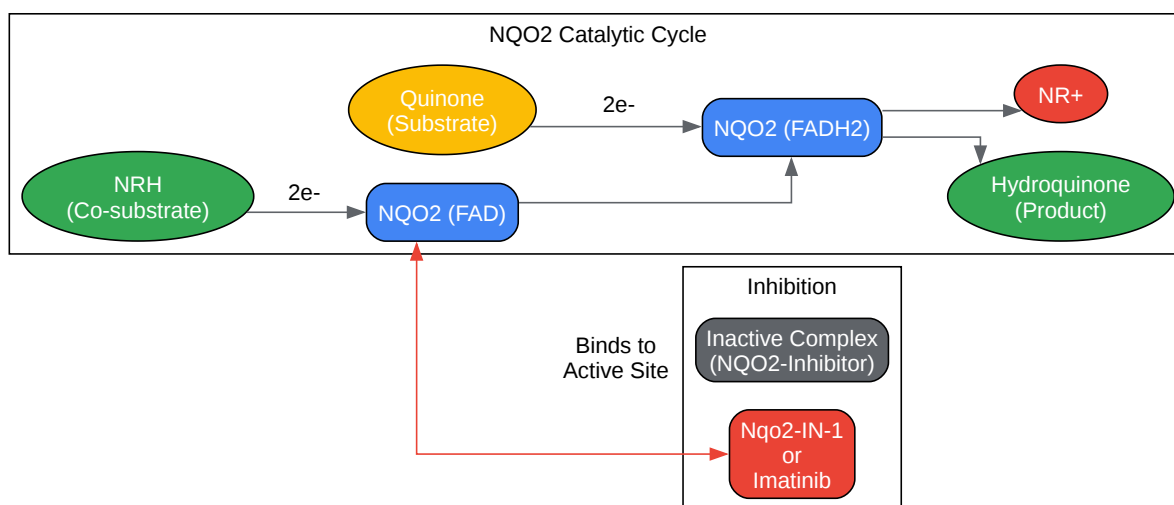 NQO2 Catalytic Cycle
Quinone
(Substrate)
2e-
NQO2 (FADH2)
NR+
NRH
(Co-substrate)
2e-
NQO2 (FAD)
Hydroquinone
(Product)
Inhibition
Binds to
Active Site
Inactive Complex
(NQO2-Inhibitor)
Nqo2-IN-1
or
Imatinib